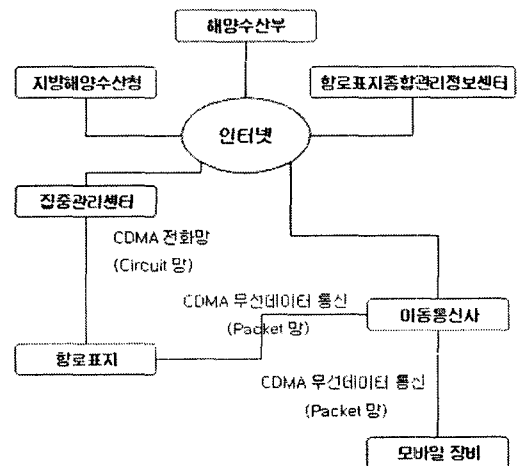 해양수산부
지방해양수산청
항로표지종합관리정보센터
인터넷
집중관리센터
CDMA 전화망
(Circuit 망)
CDMA 무선데이터 통신
(Packet 망)
이동통신사
항로표지
CDMA 무선데이터 통신
(Packet 망)
모바일 장비